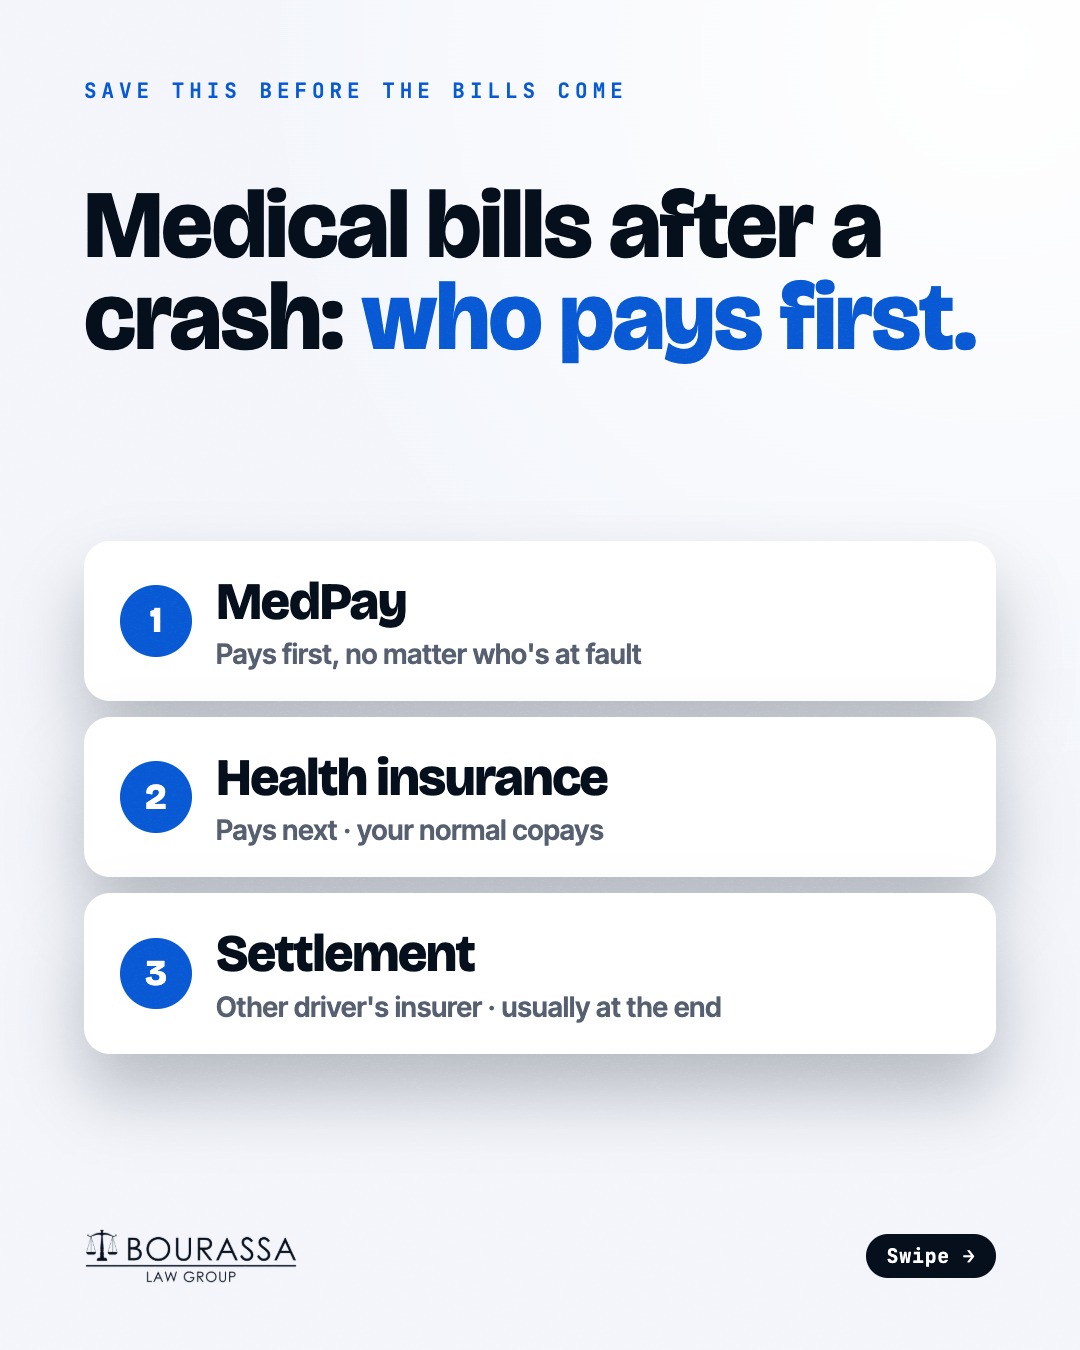 SAVE THIS BEFORE THE BILLS COME
Medical bills after a
crash: who pays first.
1
MedPay
Pays first, no matter who's at fault
2
Health insurance
Pays next · your normal copays
3
Settlement
Other driver's insurer · usually at the end
BOURASSA
LAW GROUP
Swipe →